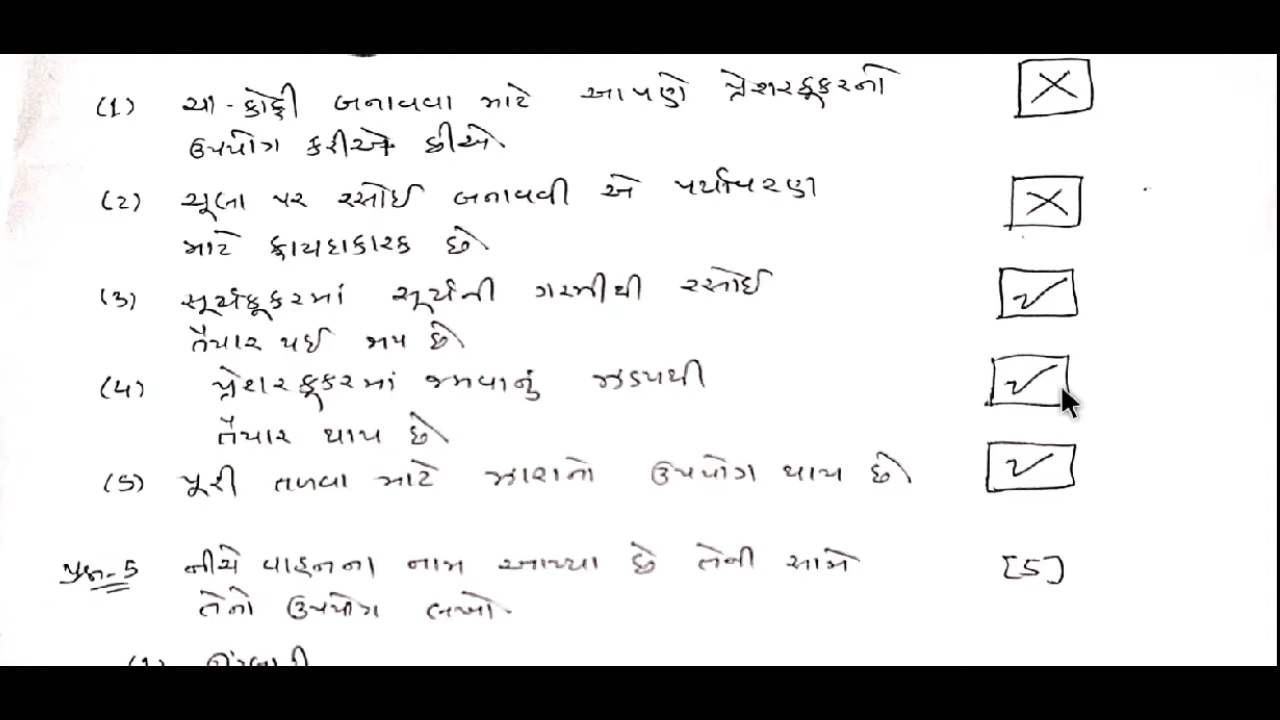 (1) ચા - કોફી બનાવવા માટે આપણે પ્રેશરકૂકરનો
ઉપયોગ કરીએ છીએ
(2) ચૂલા પર રસોઈ બનાવવી એ પર્યાવરણ
માટે ફાયદાકારક છે
(3) સૂર્યકૂકરમાં સૂર્યની ગરમીથી રસોઈ
તૈયાર થઈ જાય છે
(4) પ્રેશરકૂકરમાં જમવાનું ઝડપથી
તૈયાર થાય છે
(5) પૂરી તળવા માટે ઝારાનો ઉપયોગ થાય છે
પ્રશ્ન-5 નીચે વાહનના નામ આપ્યા છે તેની સામે [5]
તેનો ઉપયોગ લખો.
(1)